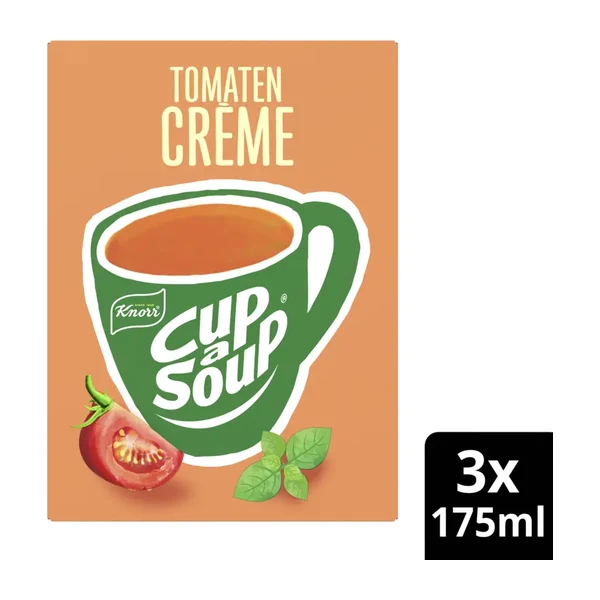 TOMATEN
CRÈME
Knorr
CUP
a
SOUP
®
3x
175ml